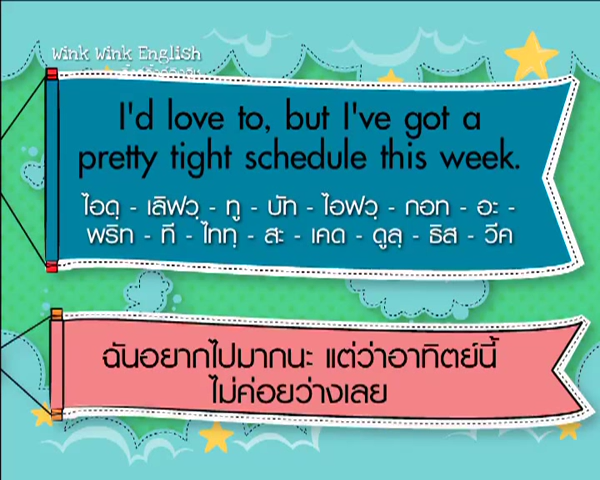 Wink Wink English
I'd love to, but I've got a
pretty tight schedule this week.
ไอดฺ - เลิฟวฺ - ทู - บัท - ไอฟวฺ - กอท - อะ -
พริท - ที - ไททฺ - สะ - เคด - ดูลฺ - ธิส - วีค
ฉันอยากไปมากนะ แต่ว่าอาทิตย์นี้
ไม่ค่อยว่างเลย